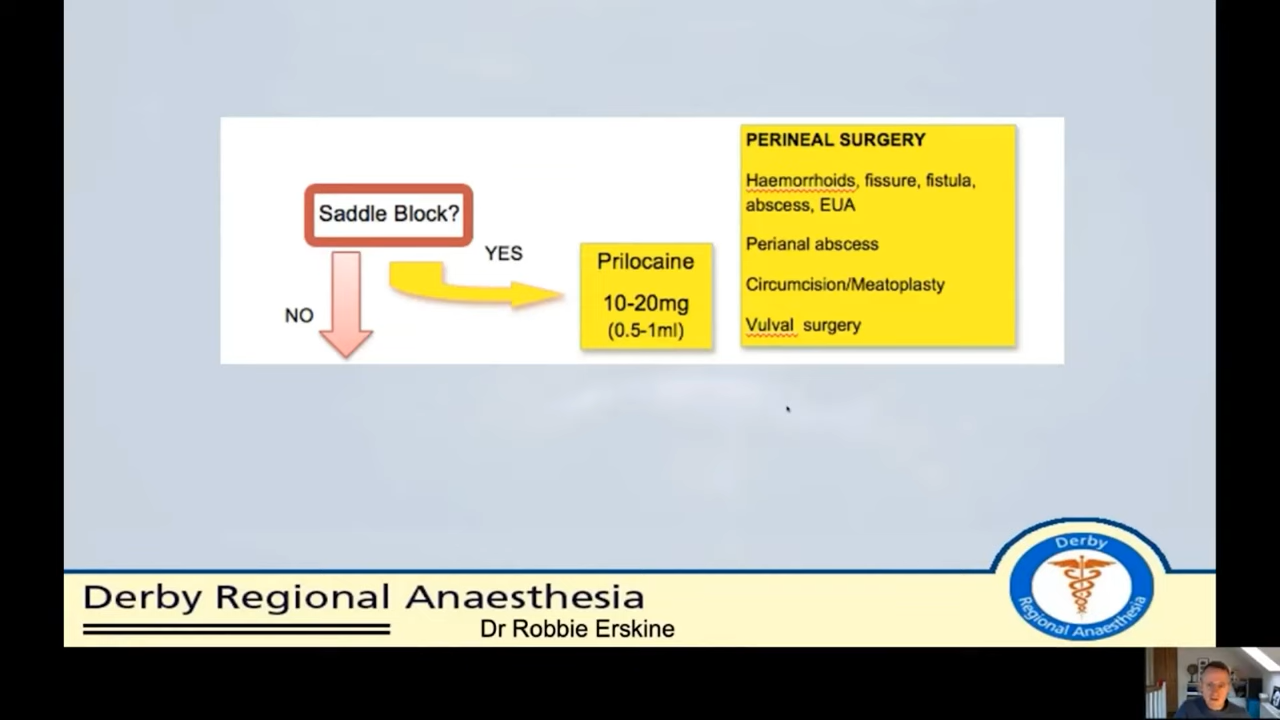 Saddle Block?
YES
NO
Prilocaine
10-20mg
(0.5-1ml)
PERINEAL SURGERY
Haemorrhoids, fissure, fistula,
abscess, EUA
Perianal abscess
Circumcision/Meatoplasty
Vulval surgery
Derby Regional Anaesthesia
Dr Robbie Erskine
Derby
Regional Anaesthesia